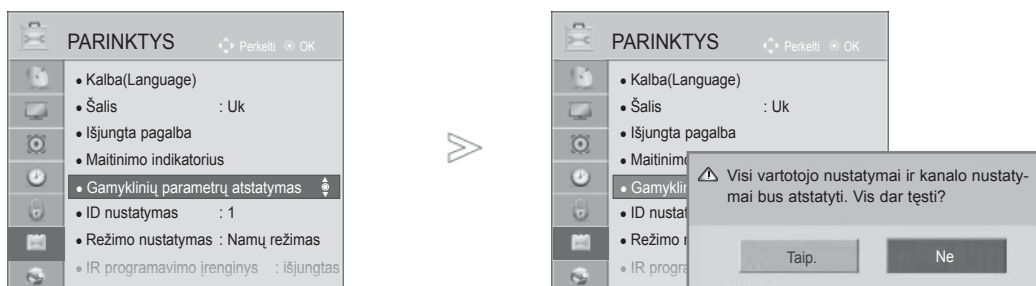 PARINKTYS
Perkelti OK
• Kalba(Language)
• Šalis : Uk
• Išjungta pagalba
• Maitinimo indikatorius
• Gamyklinių parametrų atstatymas
• ID nustatymas : 1
• Režimo nustatymas : Namų režimas
• IR programavimo įrenginys : išjungtas
PARINKTYS
Perkelti OK
• Kalba(Language)
• Šalis : Uk
• Išjungta pagalba
• Maitinimo
• Gamyklin
• ID nustat
• Režimo n
• IR progra
Visi vartotojo nustatymai ir kanalo nustaty-
mai bus atstatyti. Vis dar tęsti?
Taip. Ne